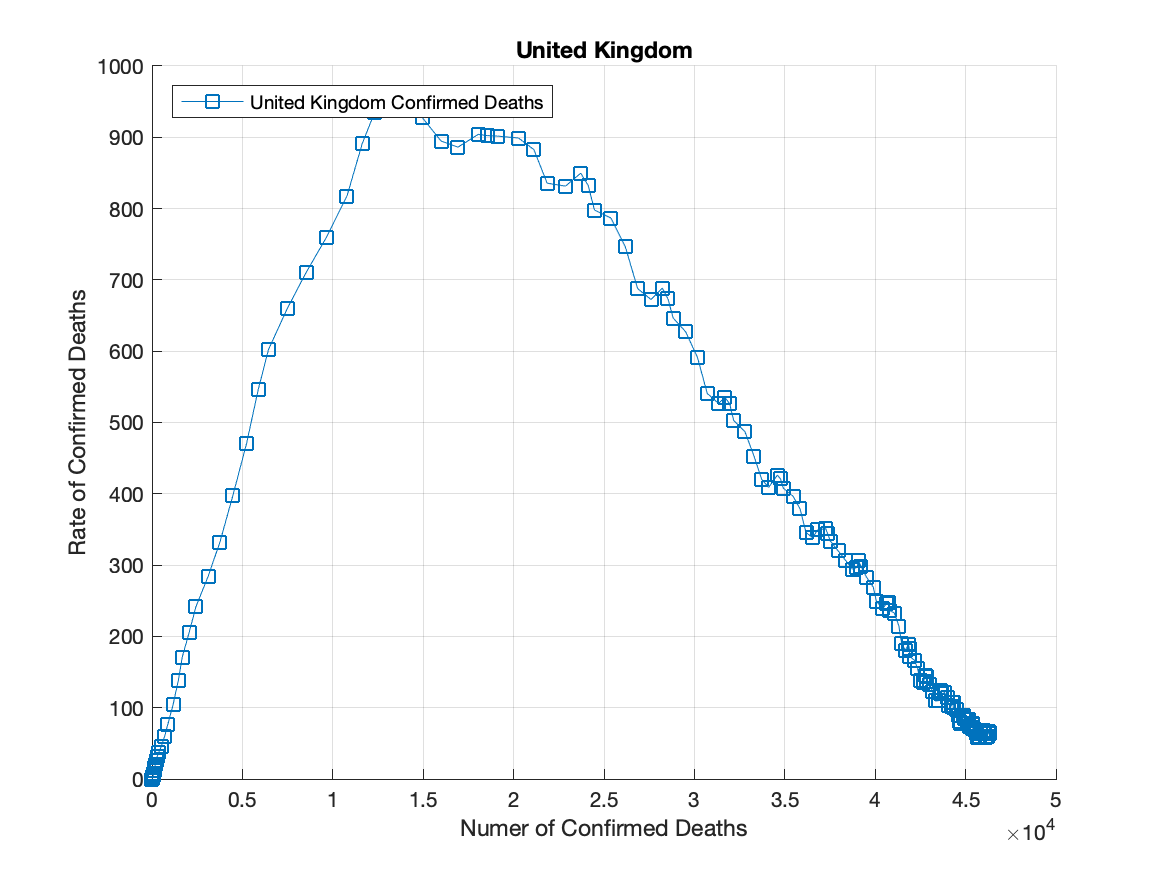 United Kingdom
1000
900
800
700
600
500
400
300
200
100
0
United Kingdom Confirmed Deaths
Rate of Confirmed Deaths
0 0.5 1 1.5 2 2.5 3 3.5 4 4.5 5
Numer of Confirmed Deaths
×10⁴